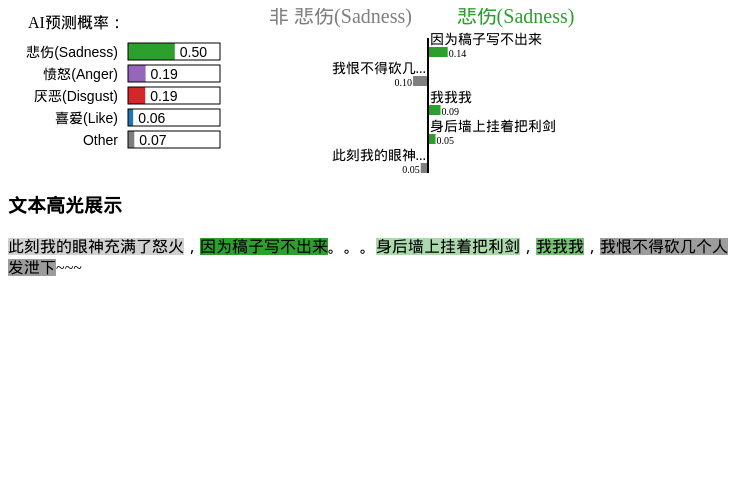 AI预测概率：
悲伤(Sadness) 0.50
愤怒(Anger) 0.19
厌恶(Disgust) 0.19
喜爱(Like) 0.06
Other 0.07
非 悲伤(Sadness) 悲伤(Sadness)
因为稿子写不出来
0.14
我恨不得砍几...
0.10
我我我
0.09
身后墙上挂着把利剑
0.05
此刻我的眼神...
0.05
文本高光展示
此刻我的眼神充满了怒火，因为稿子写不出来。。。身后墙上挂着把利剑，我我我，我恨不得砍几个人
发泄下~~~